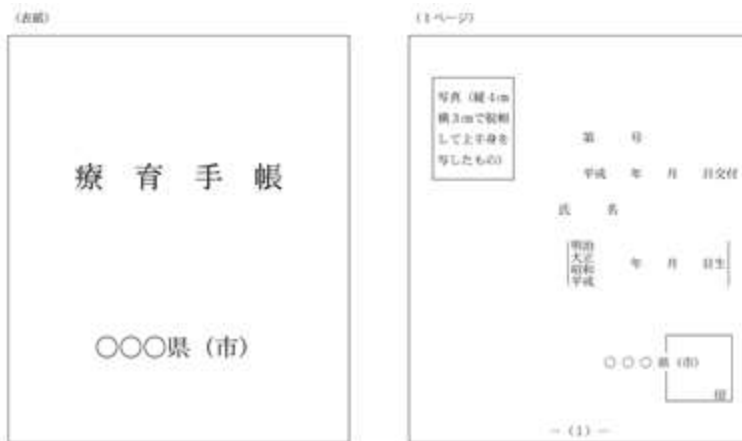 (表紙)
療 育 手 帳
○○○県（市）
(1ページ)
写真（縦4cm
横3cmで脱帽
して上半身を
写したもの）
第 号
平成 年 月 日交付
氏 名
明治
大正
昭和
平成
年 月 日生
○○○県（市）
印
－（1）－